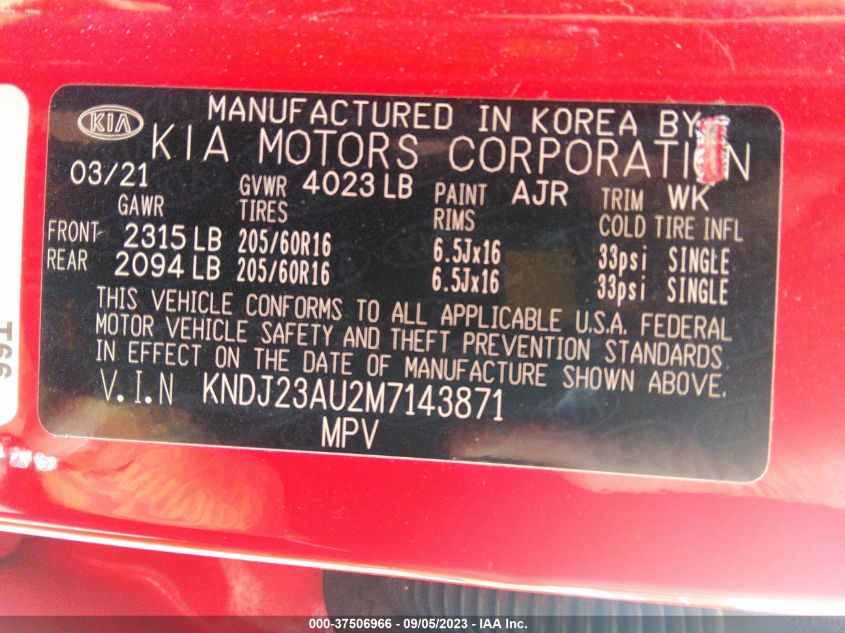 KIA
MANUFACTURED IN KOREA BY
KIA MOTORS CORPORATION
03/21 GVWR 4023 LB PAINT AJR TRIM WK
GAWR TIRES RIMS COLD TIRE INFL
FRONT 2315 LB 205/60R16 6.5Jx16 33psi SINGLE
REAR 2094 LB 205/60R16 6.5Jx16 33psi SINGLE
THIS VEHICLE CONFORMS TO ALL APPLICABLE U.S.A. FEDERAL
MOTOR VEHICLE SAFETY AND THEFT PREVENTION STANDARDS
IN EFFECT ON THE DATE OF MANUFACTURE SHOWN ABOVE.
V.I.N KNDJ23AU2M7143871
MPV
T66
000-37506966 - 09/05/2023 - IAA Inc.